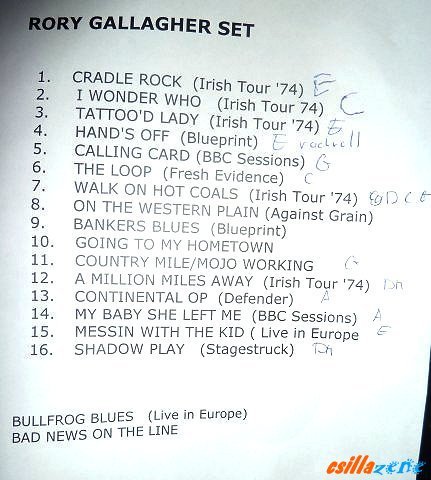 RORY GALLAGHER SET
1. CRADLE ROCK (Irish Tour '74) E
2. I WONDER WHO (Irish Tour '74) C
3. TATTOO'D LADY (Irish Tour '74) E
4. HAND'S OFF (Blueprint) E
5. CALLING CARD (BBC Sessions) G
6. THE LOOP (Fresh Evidence) C
7. WALK ON HOT COALS (Irish Tour '74) D C E
8. ON THE WESTERN PLAIN (Against Grain)
9. BANKERS BLUES (Blueprint)
10. GOING TO MY HOMETOWN
11. COUNTRY MILE/MOJO WORKING G
12. A MILLION MILES AWAY (Irish Tour '74) Dm
13. CONTINENTAL OP (Defender) A
14. MY BABY SHE LEFT ME (BBC Sessions) A
15. MESSIN WITH THE KID ( Live in Europe E
16. SHADOW PLAY (Stagestruck) Dm
BULLFROG BLUES (Live in Europe)
BAD NEWS ON THE LINE
csillazene